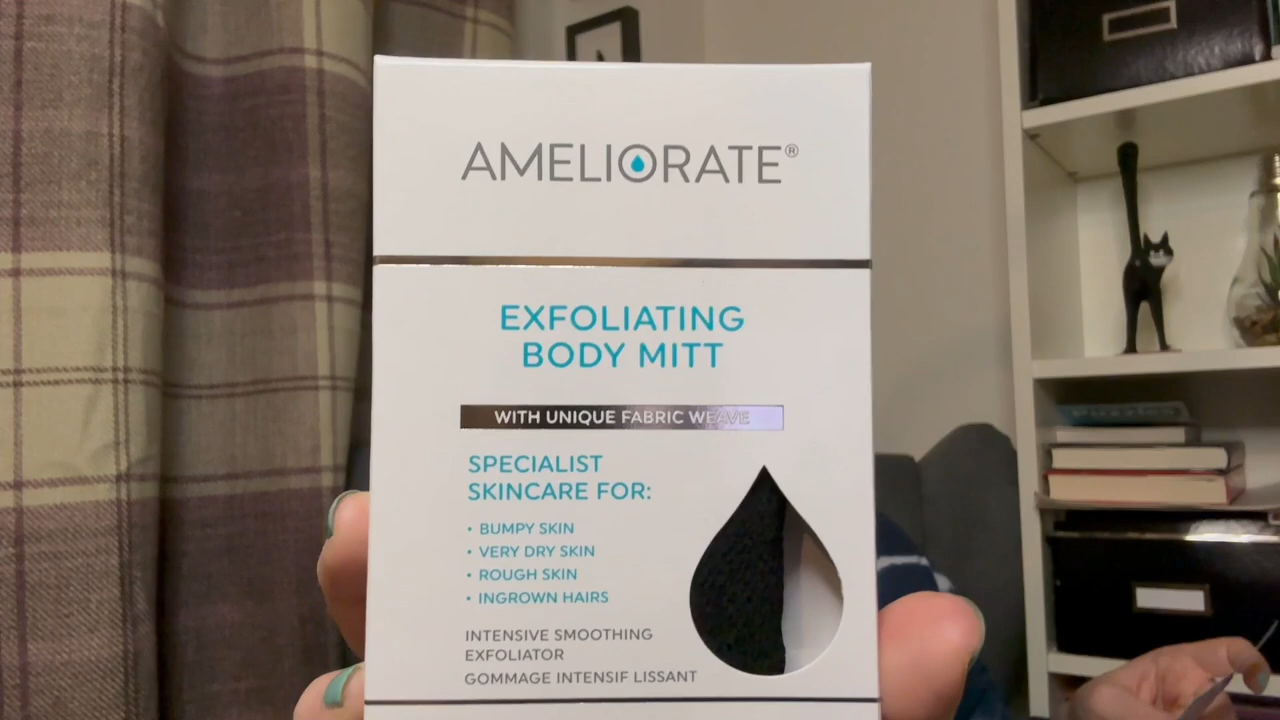 AMELIORATE®
EXFOLIATING
BODY MITT
WITH UNIQUE FABRIC WEAVE
SPECIALIST
SKINCARE FOR:
• BUMPY SKIN
• VERY DRY SKIN
• ROUGH SKIN
• INGROWN HAIRS
INTENSIVE SMOOTHING
EXFOLIATOR
GOMMAGE INTENSIF LISSANT
Puzzles